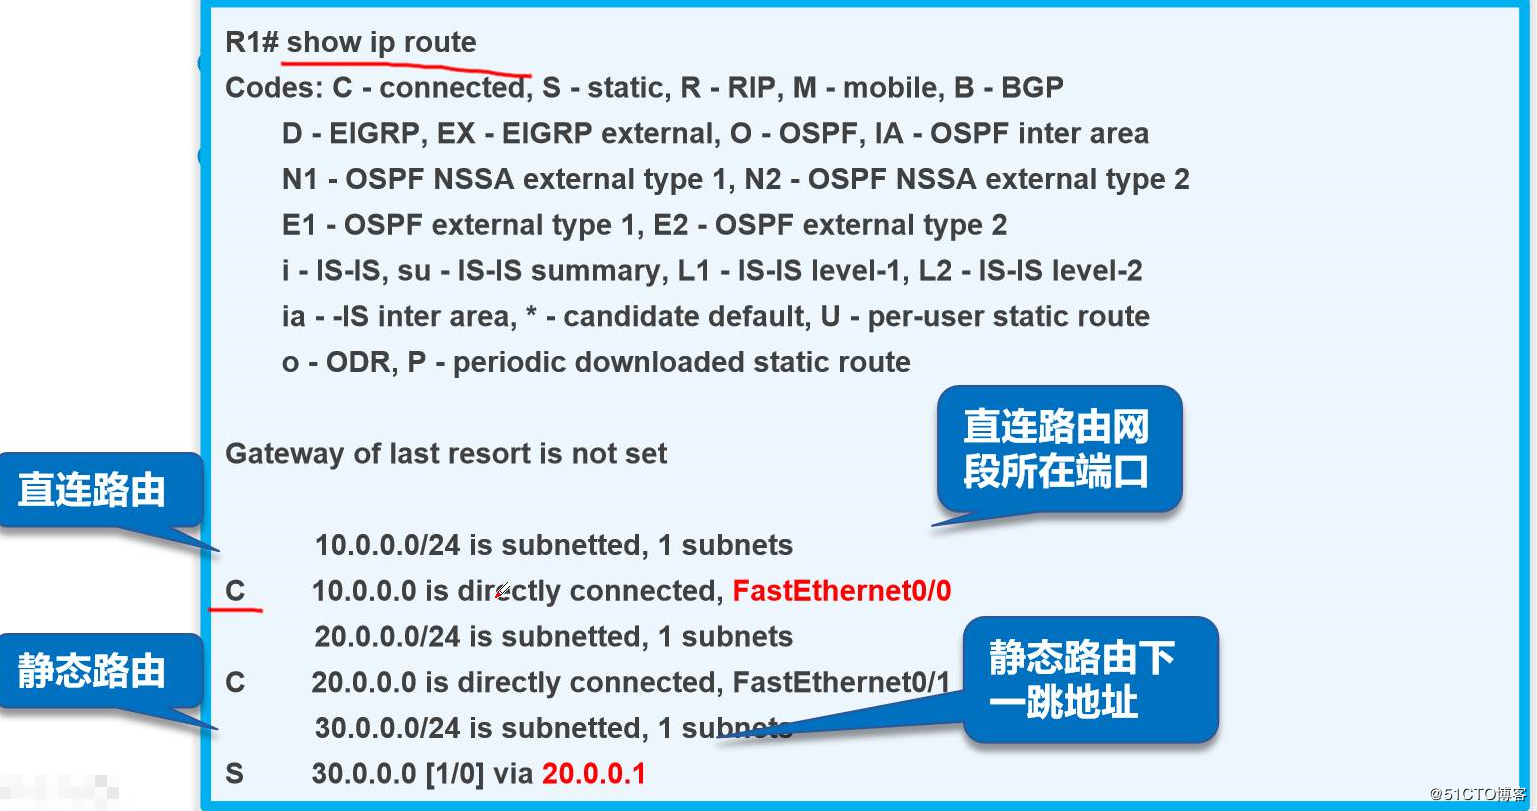 R1# show ip route
Codes: C - connected, S - static, R - RIP, M - mobile, B - BGP
D - EIGRP, EX - EIGRP external, O - OSPF, IA - OSPF inter area
N1 - OSPF NSSA external type 1, N2 - OSPF NSSA external type 2
E1 - OSPF external type 1, E2 - OSPF external type 2
i - IS-IS, su - IS-IS summary, L1 - IS-IS level-1, L2 - IS-IS level-2
ia - -IS inter area, * - candidate default, U - per-user static route
o - ODR, P - periodic downloaded static route
直连路由网
段所在端口
Gateway of last resort is not set
直连路由
10.0.0.0/24 is subnetted, 1 subnets
C 10.0.0.0 is directly connected, FastEthernet0/0
20.0.0.0/24 is subnetted, 1 subnets
静态路由
静态路由下
一跳地址
C 20.0.0.0 is directly connected, FastEthernet0/1
30.0.0.0/24 is subnetted, 1 subnets
S 30.0.0.0 [1/0] via 20.0.0.1
@51CTO博客